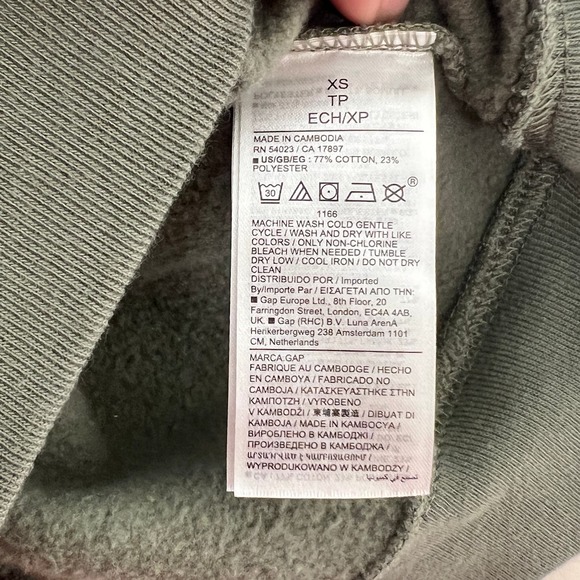 XS
TP
ECH/XP
MADE IN CAMBODIA
RN 54023 / CA 17897
■ US/GB/EG : 77% COTTON, 23%
POLYESTER
30
®
1166
MACHINE WASH COLD GENTLE
CYCLE / WASH AND DRY WITH LIKE
COLORS / ONLY NON-CHLORINE
BLEACH WHEN NEEDED / TUMBLE
DRY LOW / COOL IRON / DO NOT DRY
CLEAN
DISTRIBUIDO POR / Imported
By/Importe Par / ΕΙΣΑΓΕΤΑΙ ΑΠΟ ΤΗΝ:
■ Gap Europe Ltd., 8th Floor, 20
Farringdon Street, London, EC4A 4AB,
UK. ■ Gap (RHC) B.V. Luna ArenA
Herikerbergweg 238 Amsterdam 1101
CM, Netherlands
MARCA.GAP
FABRIQUE AU CAMBODGE / HECHO
EN CAMBOYA / FABRICADO NO
CAMBOJA / ΚΑΤΑΣΚΕΥΑΣΤΗΚΕ ΣΤΗΝ
ΚΑΜΠΟΤΖΗ / VYROBENO
V KAMBODŽI / 柬埔寨製造 / DIBUAT DI
KAMBOJA / MADE IN KAMBOCYA /
ВИРОБЛЕНО В КАМБОДЖІ /
ПРОИЗВЕДЕНО В КАМБОДЖА /
WYPRODUKOWANO W KAMBODZY /
صنع في كمبوديا